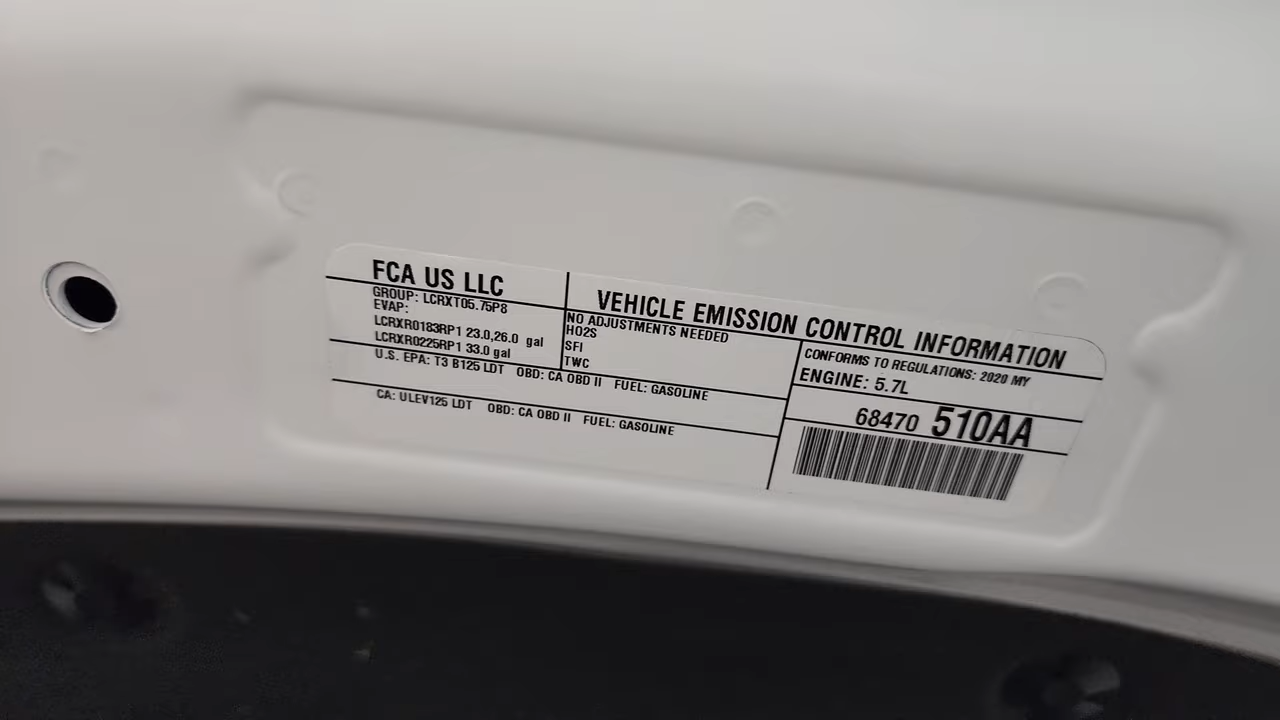 FCA US LLC
GROUP: LCRXT05.75P8
EVAP:
LCRXR0183RP1 23.0,26.0 gal
LCRXR0225RP1 33.0 gal
VEHICLE EMISSION CONTROL INFORMATION
NO ADJUSTMENTS NEEDED
HO2S
SFI
TWC
CONFORMS TO REGULATIONS: 2020 MY
ENGINE: 5.7L
U.S. EPA: T3 B125 LDT OBD: CA OBD II FUEL: GASOLINE
CA: ULEV125 LDT OBD: CA OBD II FUEL: GASOLINE
68470 510AA